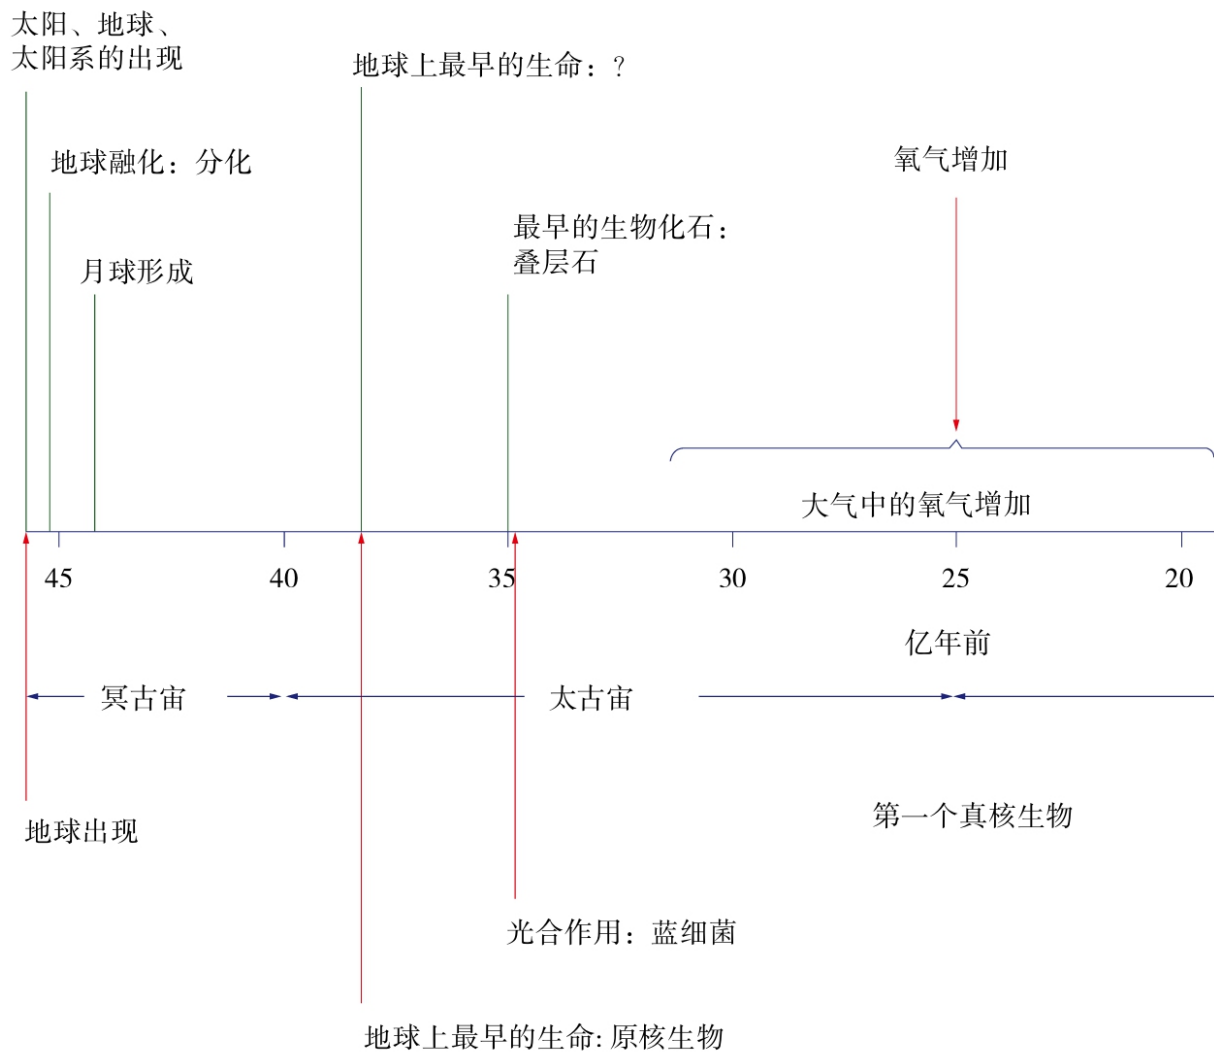 太阳、地球、
太阳系的出现
地球上最早的生命：?
地球融化：分化
氧气增加
最早的生物化石：
叠层石
月球形成
大气中的氧气增加
45 40 35 30 25 20
亿年前
冥古宙 太古宙
第一个真核生物
地球出现
光合作用：蓝细菌
地球上最早的生命：原核生物